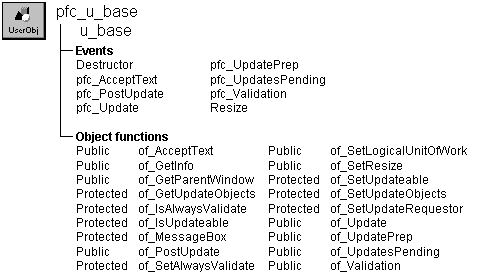 pfc_u_base
UserObj
u_base
Events
Destructor pfc_UpdatePrep
pfc_AcceptText pfc_UpdatesPending
pfc_PostUpdate pfc_Validation
pfc_Update Resize
Object functions
Public of_AcceptText Public of_SetLogicalUnitOfWork
Public of_GetInfo Public of_SetResize
Public of_GetParentWindow Protected of_SetUpdateable
Protected of_GetUpdateObjects Protected of_SetUpdateObjects
Protected of_IsAlwaysValidate Protected of_SetUpdateRequestor
Protected of_IsUpdateable Public of_Update
Protected of_MessageBox Public of_UpdatePrep
Public of_PostUpdate Public of_UpdatesPending
Protected of_SetAlwaysValidate Public of_Validation